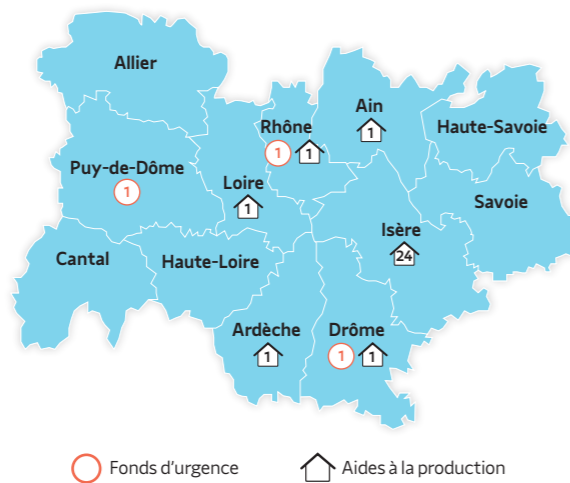 Allier
Ain
1
Rhône
1 1
Haute-Savoie
Puy-de-Dôme
1
Loire
1
Savoie
Isère
24
Cantal
Haute-Loire
Ardèche
1
Drôme
1 1
Fonds d'urgence
Aides à la production